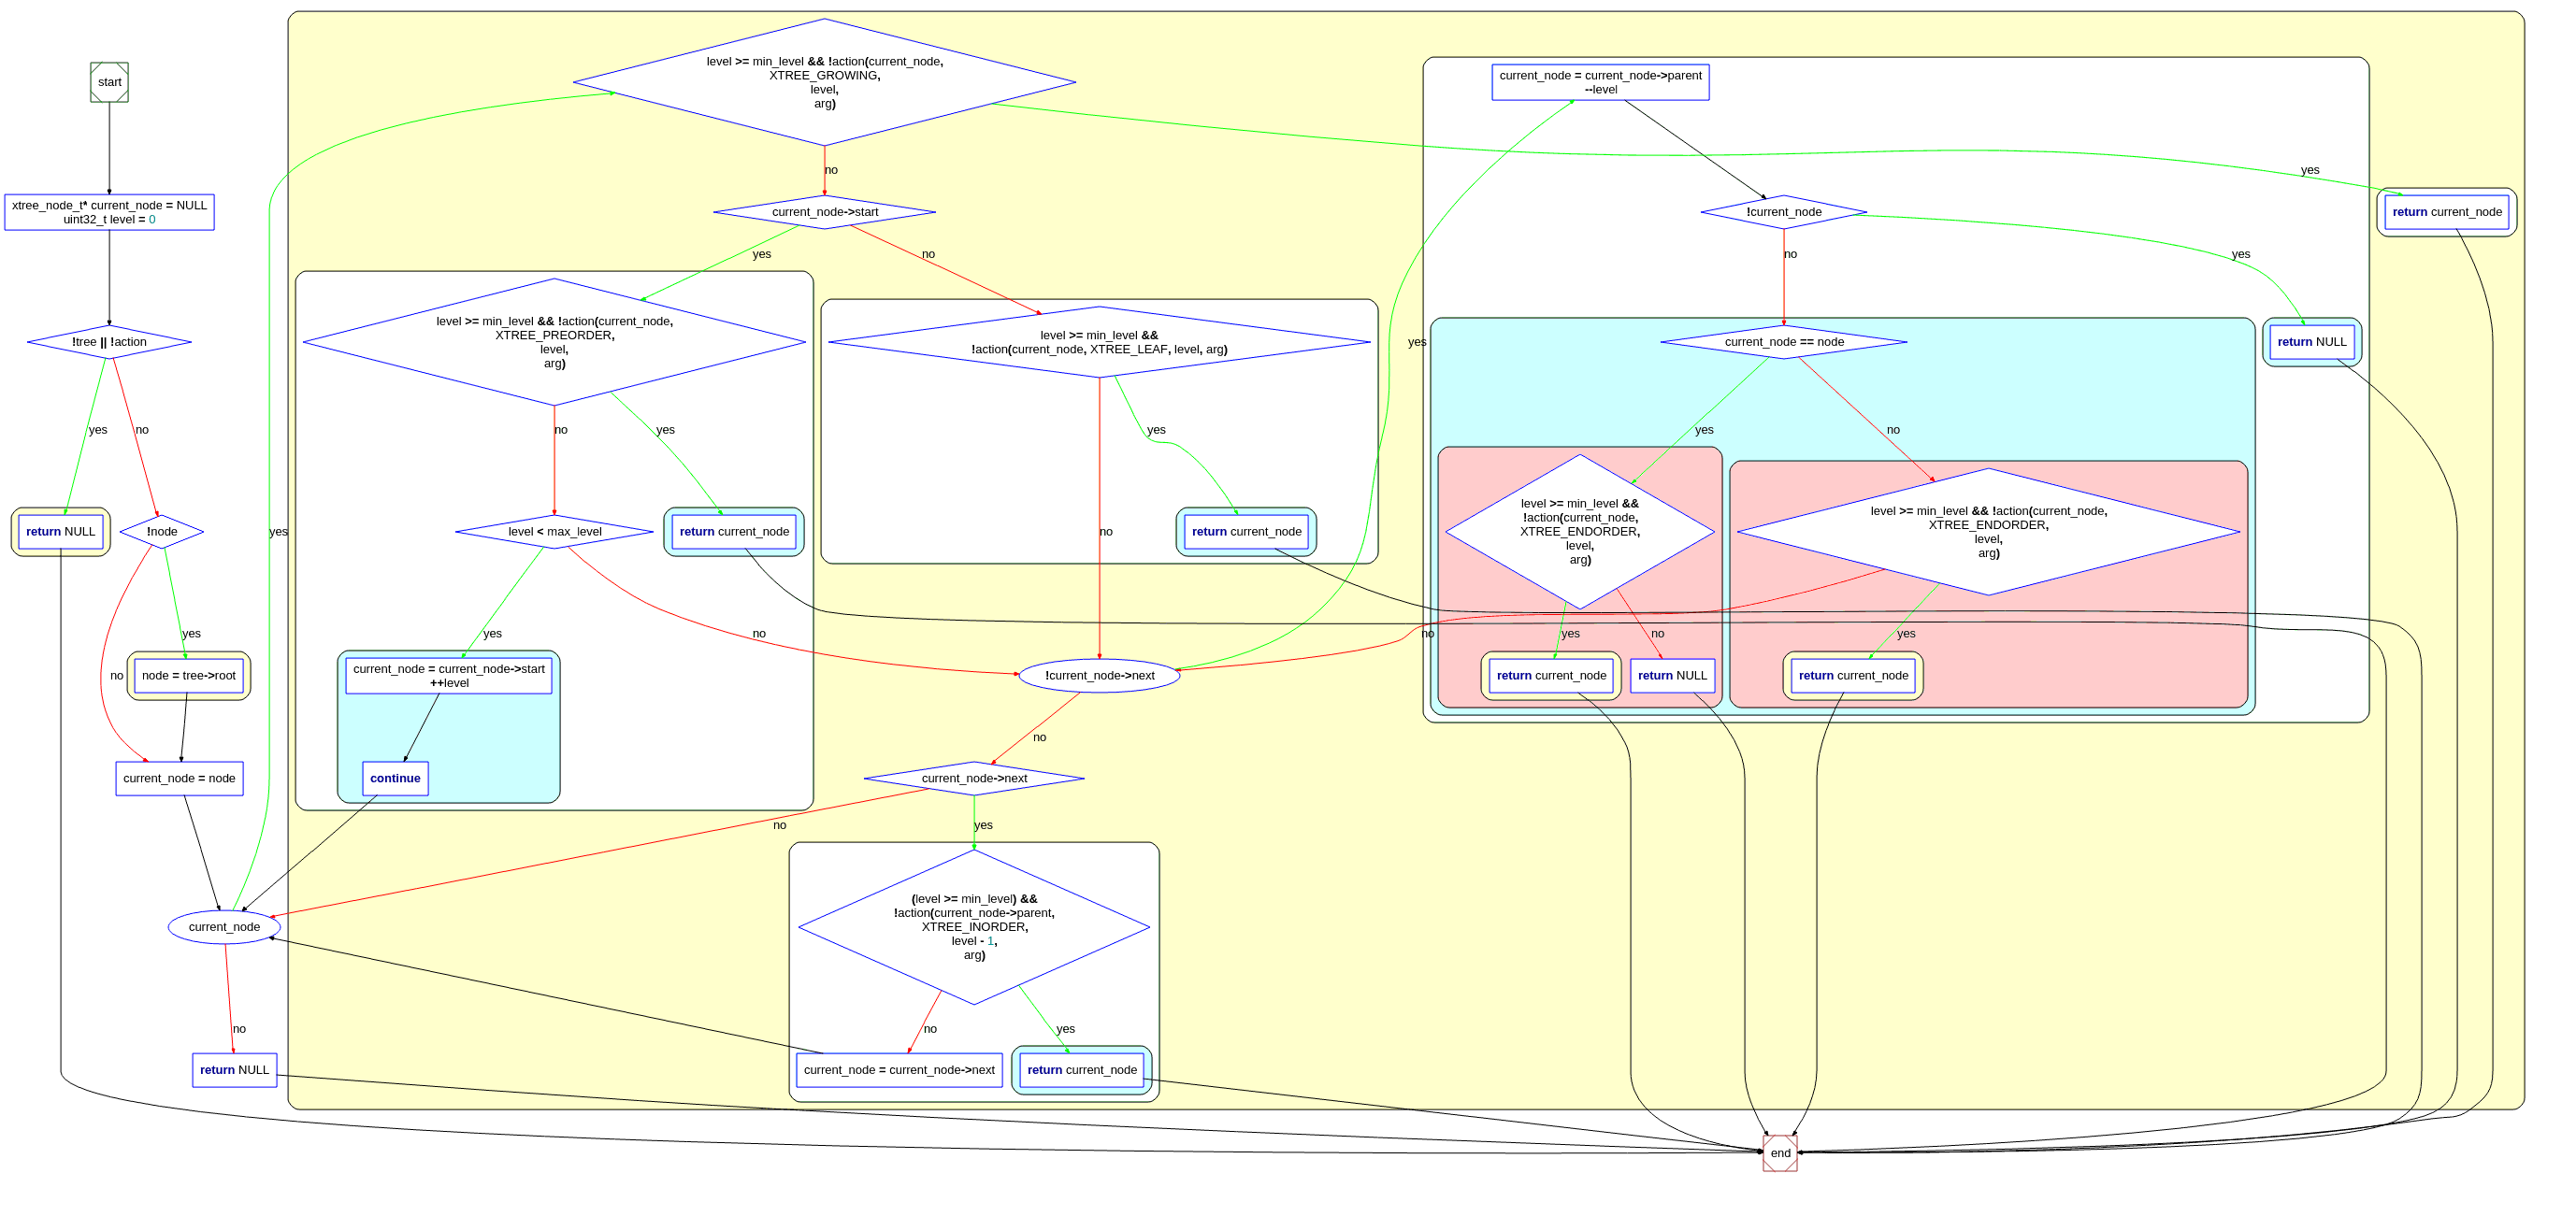 start
xtree_node_t* current_node = NULL
uint32_t level = 0
!tree || !action
yes
no
return NULL
!node
no
yes
node = tree->root
current_node = node
current_node
yes
no
return NULL
level >= min_level && !action(current_node,
XTREE_GROWING,
level,
arg)
no
yes
return current_node
current_node->start
yes
no
level >= min_level && !action(current_node,
XTREE_PREORDER,
level,
arg)
no
yes
level < max_level
return current_node
yes
no
current_node = current_node->start
++level
continue
level >= min_level &&
!action(current_node, XTREE_LEAF, level, arg)
yes
no
return current_node
!current_node->next
yes
no
current_node->next
no
yes
(level >= min_level) &&
!action(current_node->parent,
XTREE_INORDER,
level - 1,
arg)
no
yes
current_node = current_node->next
return current_node
current_node = current_node->parent
--level
!current_node
no
yes
return NULL
current_node == node
yes
no
level >= min_level &&
!action(current_node,
XTREE_ENDORDER,
level,
arg)
yes
no
return current_node
return NULL
level >= min_level && !action(current_node,
XTREE_ENDORDER,
level,
arg)
no
yes
return current_node
end